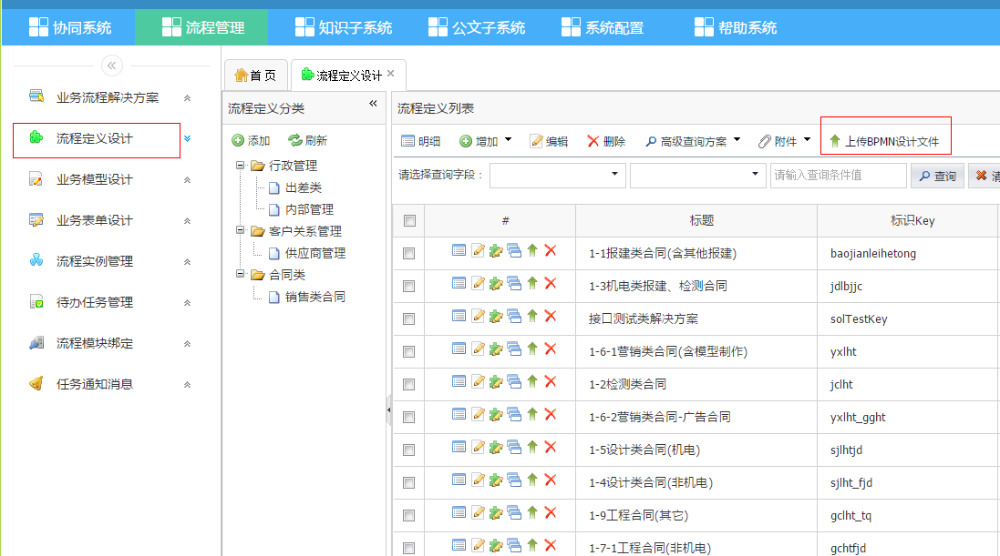 协同系统 流程管理 知识子系统 公文子系统 系统配置 帮助系统
业务流程解决方案
流程定义设计
业务模型设计
业务表单设计
流程实例管理
待办任务管理
流程模块绑定
任务通知消息
首 页 流程定义设计
流程定义分类
添加 刷新
行政管理
出差类
内部管理
客户关系管理
供应商管理
合同类
销售类合同
流程定义列表
明细 增加 编辑 删除 高级查询方案 附件 上传BPMN设计文件
请选择查询字段： 请输入查询条件值 查询 清
# 标题 标识Key
1-1报建类合同(含其他报建) baojianleihetong
1-3机电类报建、检测合同 jdlbjjc
接口测试类解决方案 solTestKey
1-6-1营销类合同(含模型制作) yxlht
1-2检测类合同 jclht
1-6-2营销类合同-广告合同 yxlht_gght
1-5设计类合同(机电) sjlhtjd
1-4设计类合同(非机电) sjlht_fjd
1-9工程合同(其它) gclht_tq
1-7-1工程合同(非机电) gchtfjd